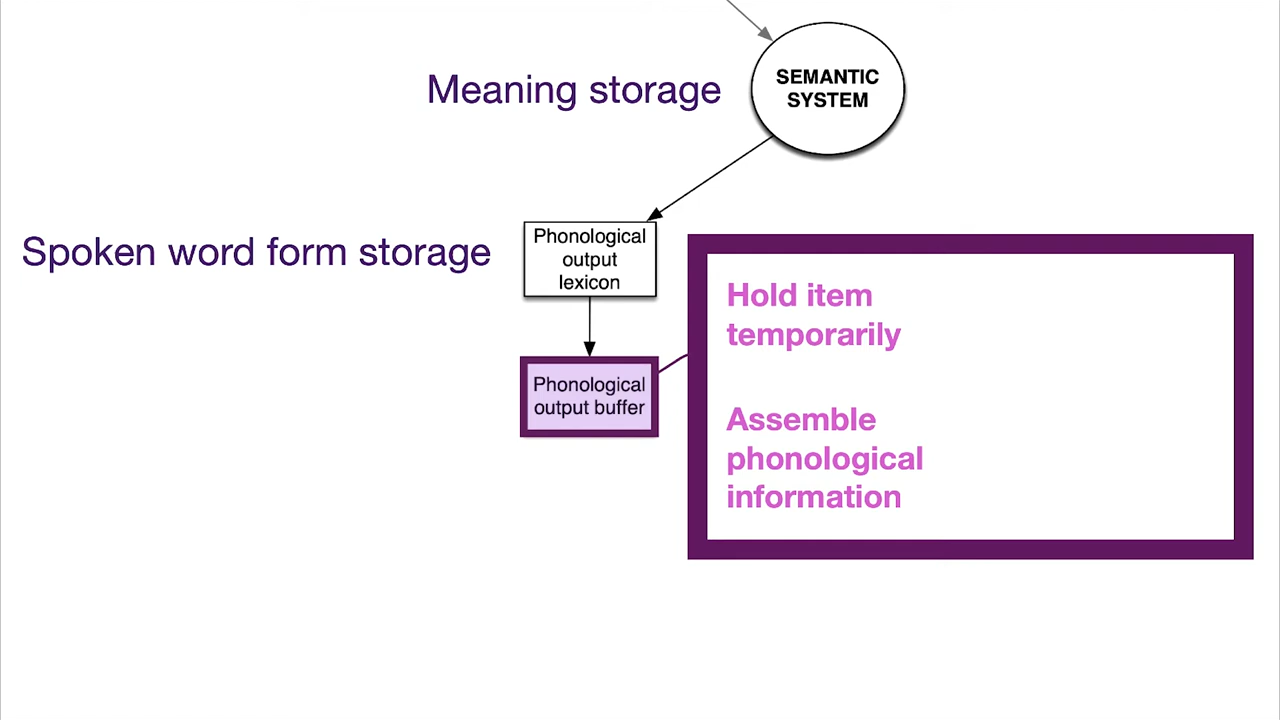 Meaning storage
SEMANTIC
SYSTEM
Spoken word form storage
Phonological
output
lexicon
Phonological
output buffer
Hold item
temporarily
Assemble
phonological
information